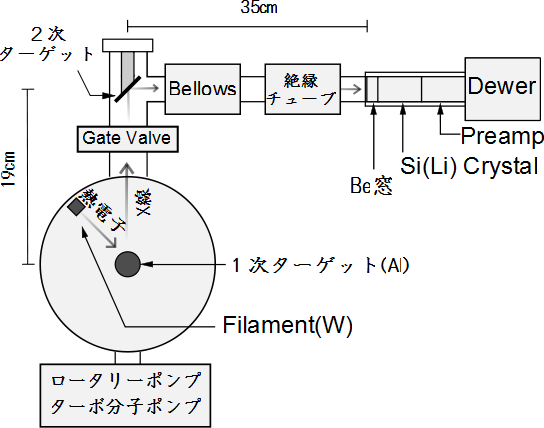 35cm
2次
ターゲット
Bellows
絶縁
チューブ
Dewer
Gate Valve
Preamp
Si(Li) Crystal
Be窓
19cm
熱電子
X線
1次ターゲット(Al)
Filament(W)
ロータリーポンプ
ターボ分子ポンプ